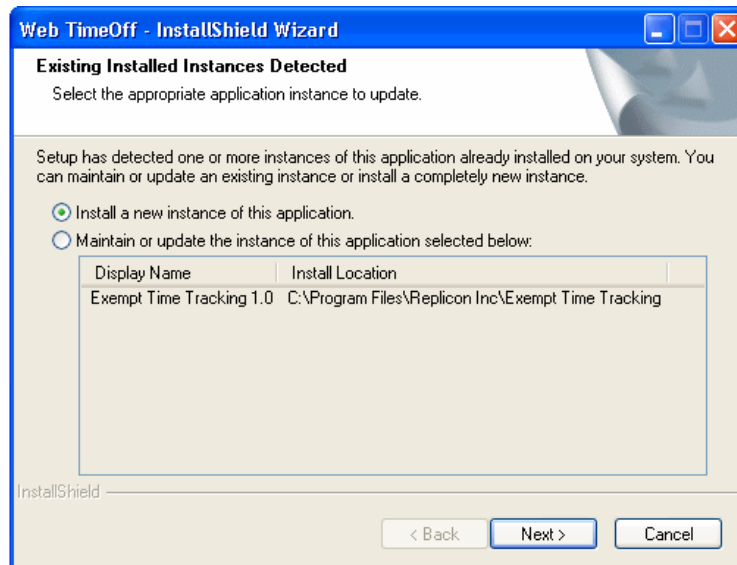 Web TimeOff - InstallShield Wizard
Existing Installed Instances Detected
Select the appropriate application instance to update.
Setup has detected one or more instances of this application already installed on your system. You
can maintain or update an existing instance or install a completely new instance.
Install a new instance of this application.
Maintain or update the instance of this application selected below:
Display Name Install Location
Exempt Time Tracking 1.0 C:\Program Files\Replicon Inc\Exempt Time Tracking
InstallShield
< Back Next > Cancel